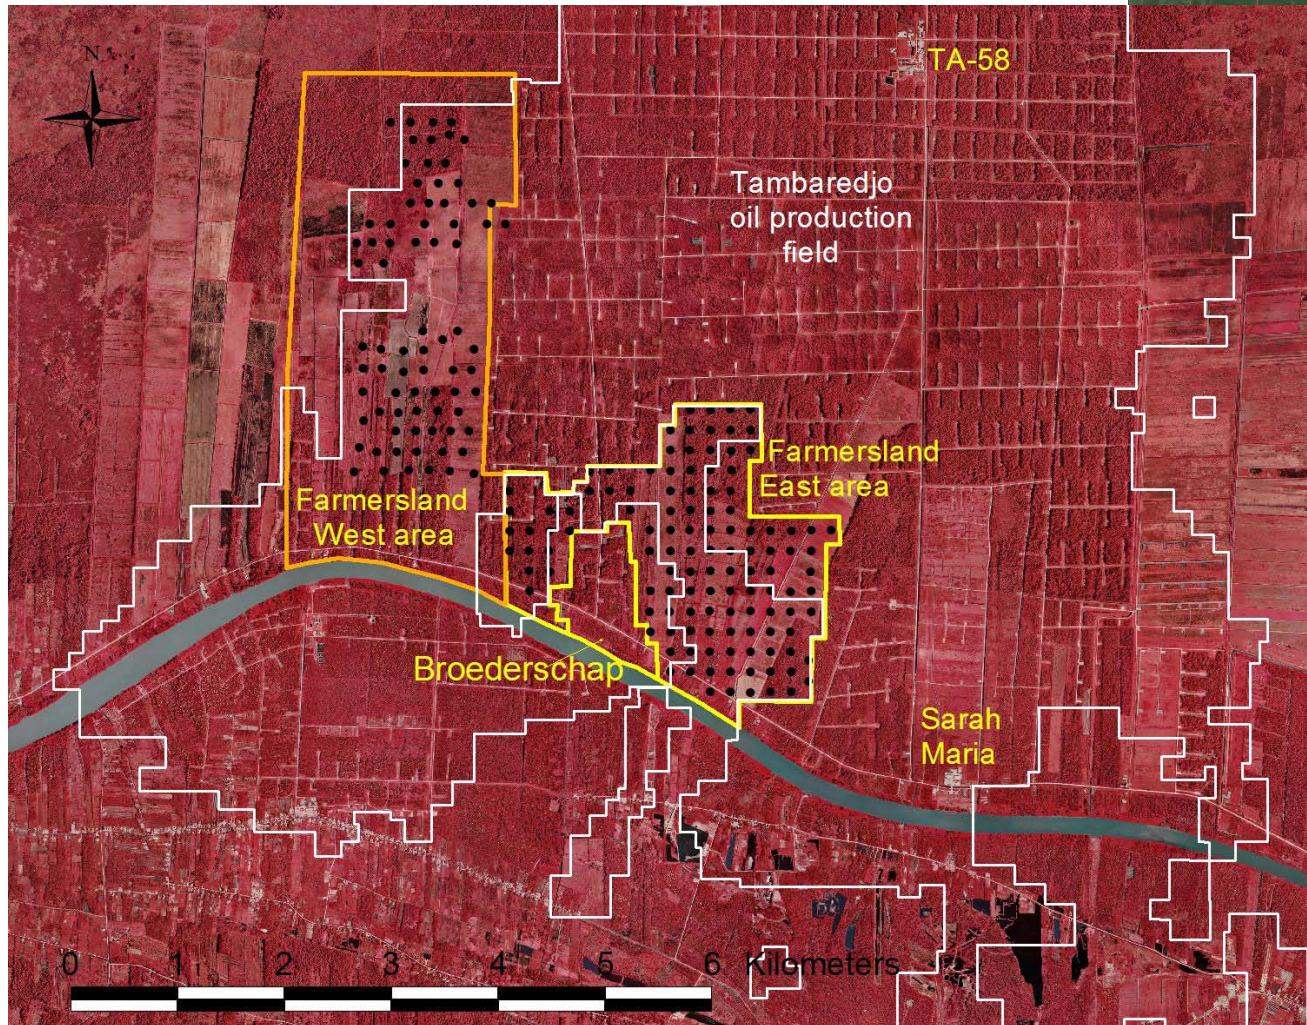 N
TA-58
Tambaredjo
oil production
field
Farmersland
East area
Farmersland
West area
Broederschap
Sarah
Maria
0 1 2 3 4 5 6 Kilometers